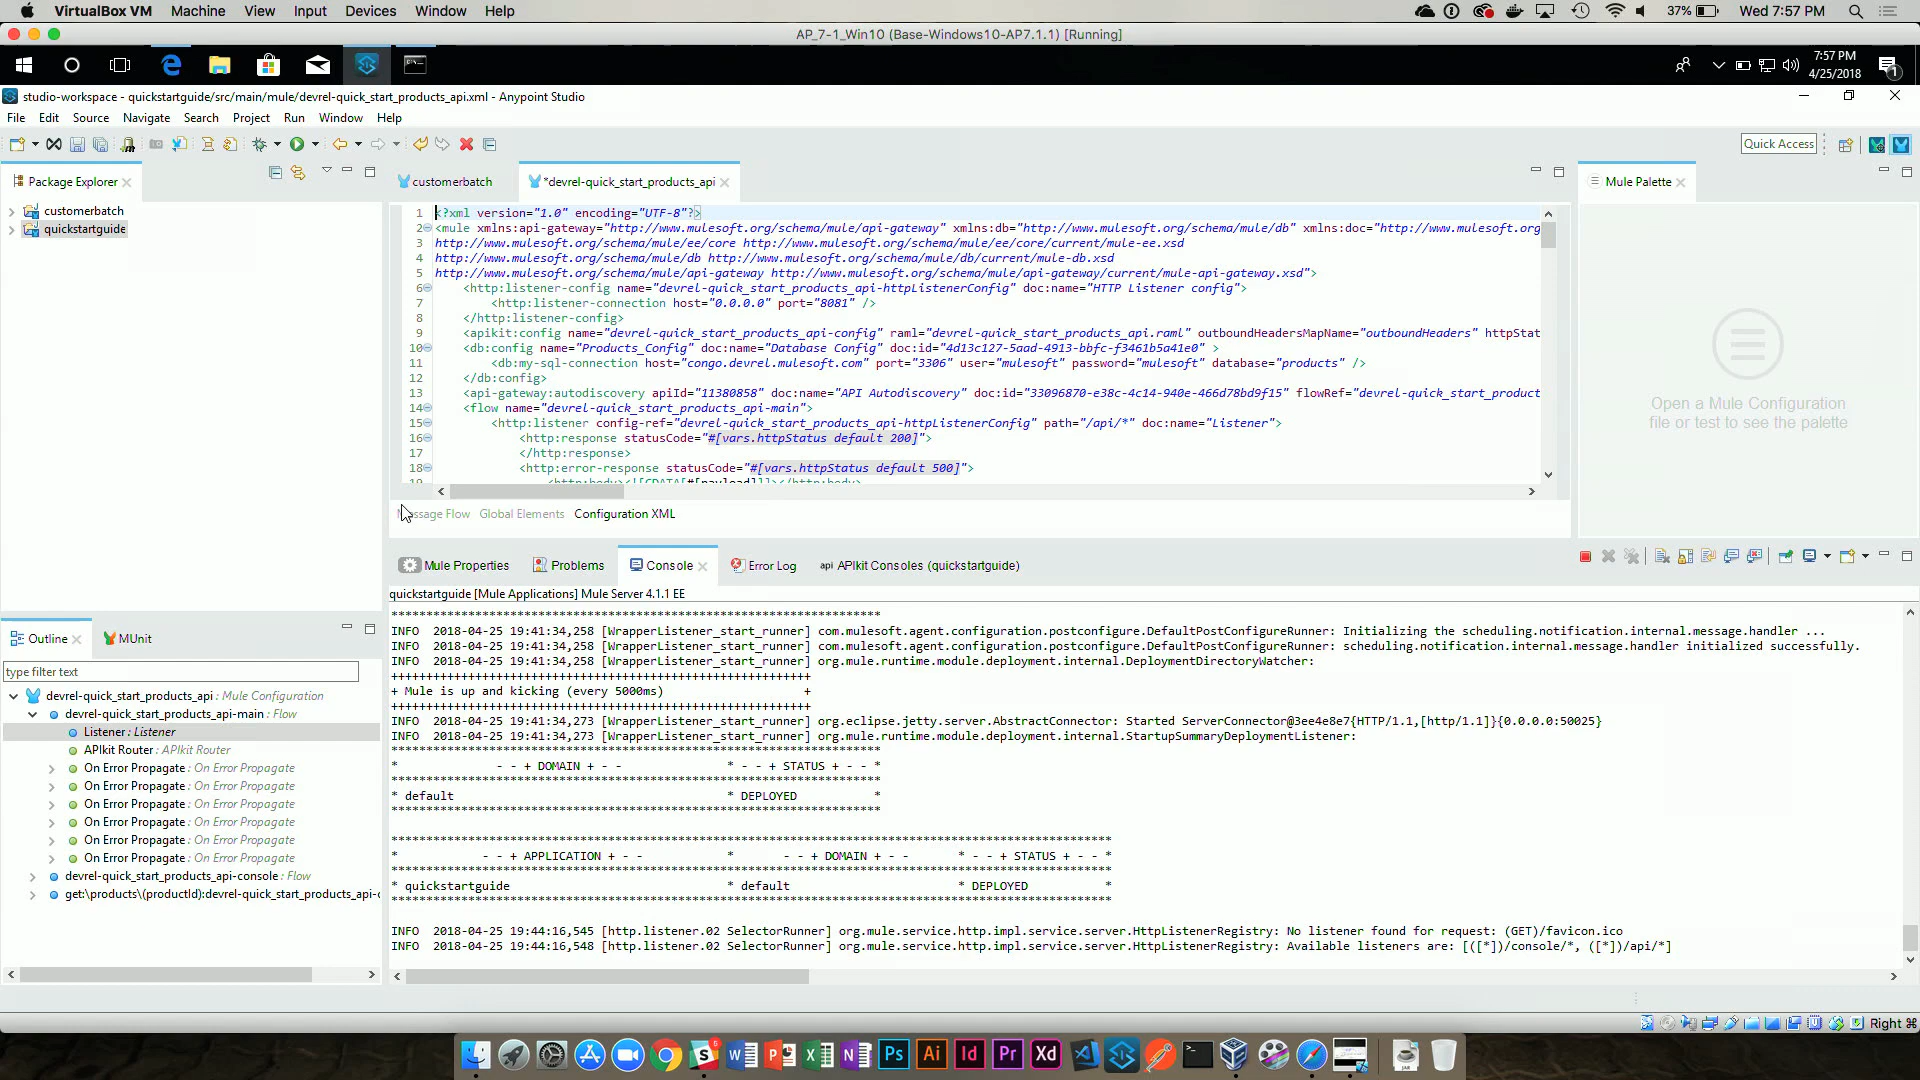 VirtualBox VM Machine View Input Devices Window Help 37% Wed 7:57 PM
AP_7-1_Win10 (Base-Windows10-AP7.1.1) [Running]
7:57 PM
4/25/2018
studio-workspace - quickstartguide/src/main/mule/devrel-quick_start_products_api.xml - Anypoint Studio
File Edit Source Navigate Search Project Run Window Help
Quick Access
Package Explorer
customerbatch
quickstartguide
customerbatch *devrel-quick_start_products_api
1 <?xml version="1.0" encoding="UTF-8"?>
2 <mule xmlns:api-gateway="http://www.mulesoft.org/schema/mule/api-gateway" xmlns:db="http://www.mulesoft.org/schema/mule/db" xmlns:doc="http://www.mulesoft.org
3 http://www.mulesoft.org/schema/mule/ee/core http://www.mulesoft.org/schema/mule/ee/core/current/mule-ee.xsd
4 http://www.mulesoft.org/schema/mule/db http://www.mulesoft.org/schema/mule/db/current/mule-db.xsd
5 http://www.mulesoft.org/schema/mule/api-gateway http://www.mulesoft.org/schema/mule/api-gateway/current/mule-api-gateway.xsd">
6 <http:listener-config name="devrel-quick_start_products_api-httpListenerConfig" doc:name="HTTP Listener config">
7 <http:listener-connection host="0.0.0.0" port="8081" />
8 </http:listener-config>
9 <apikit:config name="devrel-quick_start_products_api-config" raml="devrel-quick_start_products_api.raml" outboundHeadersMapName="outboundHeaders" httpStat
10 <db:config name="Products_Config" doc:name="Database Config" doc:id="4d13c127-5aad-4913-bbfc-f3461b5a41e0" >
11 <db:my-sql-connection host="congo.devrel.mulesoft.com" port="3306" user="mulesoft" password="mulesoft" database="products" />
12 </db:config>
13 <api-gateway:autodiscovery apiId="11380858" doc:name="API Autodiscovery" doc:id="33096870-e38c-4c14-940e-466d78bd9f15" flowRef="devrel-quick_start_product
14 <flow name="devrel-quick_start_products_api-main">
15 <http:listener config-ref="devrel-quick_start_products_api-httpListenerConfig" path="/api/*" doc:name="Listener">
16 <http:response statusCode="#[vars.httpStatus default 200]">
17 </http:response>
18 <http:error-response statusCode="#[vars.httpStatus default 500]">
19 <http:body><![CDATA[#[payload]]]></http:body>
Message Flow Global Elements Configuration XML
Mule Palette
Open a Mule Configuration
file or test to see the palette
Mule Properties Problems Console Error Log api APIkit Consoles (quickstartguide)
quickstartguide [Mule Applications] Mule Server 4.1.1 EE
**********************************************************************
INFO 2018-04-25 19:41:34,258 [WrapperListener_start_runner] com.mulesoft.agent.configuration.postconfigure.DefaultPostConfigureRunner: Initializing the scheduling.notification.internal.message.handler ...
INFO 2018-04-25 19:41:34,258 [WrapperListener_start_runner] com.mulesoft.agent.configuration.postconfigure.DefaultPostConfigureRunner: scheduling.notification.internal.message.handler initialized successfully.
INFO 2018-04-25 19:41:34,258 [WrapperListener_start_runner] org.mule.runtime.module.deployment.internal.DeploymentDirectoryWatcher:
++++++++++++++++++++++++++++++++++++++++++++++++++++++++++++
+ Mule is up and kicking (every 5000ms) +
++++++++++++++++++++++++++++++++++++++++++++++++++++++++++++
INFO 2018-04-25 19:41:34,273 [WrapperListener_start_runner] org.eclipse.jetty.server.AbstractConnector: Started ServerConnector@3ee4e8e7{HTTP/1.1,[http/1.1]}{0.0.0.0:50025}
INFO 2018-04-25 19:41:34,273 [WrapperListener_start_runner] org.mule.runtime.module.deployment.internal.StartupSummaryDeploymentListener:
**********************************************************************
* - - + DOMAIN + - - * - - + STATUS + - - *
**********************************************************************
* default * DEPLOYED *
**********************************************************************
*******************************************************************************************************
* - - + APPLICATION + - - * - - + DOMAIN + - - * - - + STATUS + - - *
*******************************************************************************************************
* quickstartguide * default * DEPLOYED *
*******************************************************************************************************
INFO 2018-04-25 19:44:16,545 [http.listener.02 SelectorRunner] org.mule.service.http.impl.service.server.HttpListenerRegistry: No listener found for request: (GET)/favicon.ico
INFO 2018-04-25 19:44:16,548 [http.listener.02 SelectorRunner] org.mule.service.http.impl.service.server.HttpListenerRegistry: Available listeners are: [([*])/console/*, ([*])/api/*]
Outline MUnit
type filter text
devrel-quick_start_products_api : Mule Configuration
devrel-quick_start_products_api-main : Flow
Listener : Listener
APIkit Router : APIkit Router
On Error Propagate : On Error Propagate
On Error Propagate : On Error Propagate
On Error Propagate : On Error Propagate
On Error Propagate : On Error Propagate
On Error Propagate : On Error Propagate
On Error Propagate : On Error Propagate
devrel-quick_start_products_api-console : Flow
get:\products\(productId):devrel-quick_start_products_api-c
Right ⌘
Ps Ai Id Pr Xd